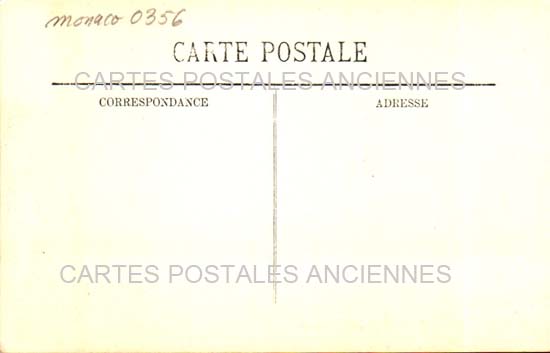 monaco 0356
CARTE POSTALE
CARTES POSTALES ANCIENNES
CORRESPONDANCE
ADRESSE
CARTES POSTALES ANCIENNES